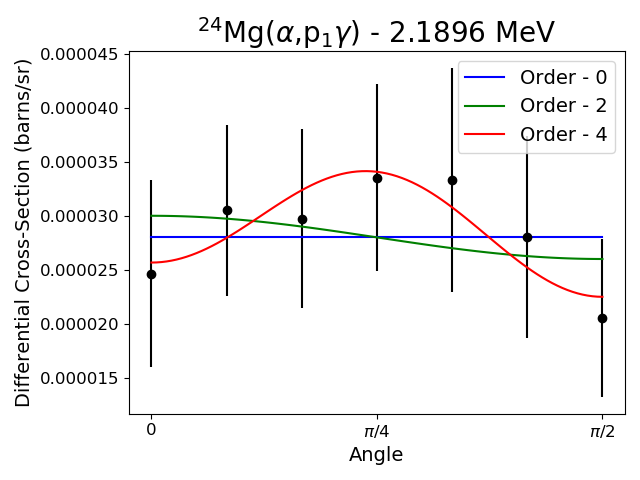 ²⁴Mg(α,p₁γ) - 2.1896 MeV
Differential Cross-Section (barns/sr)
0.000045
0.000040
0.000035
0.000030
0.000025
0.000020
0.000015
Order - 0
Order - 2
Order - 4
0 π/4 π/2
Angle